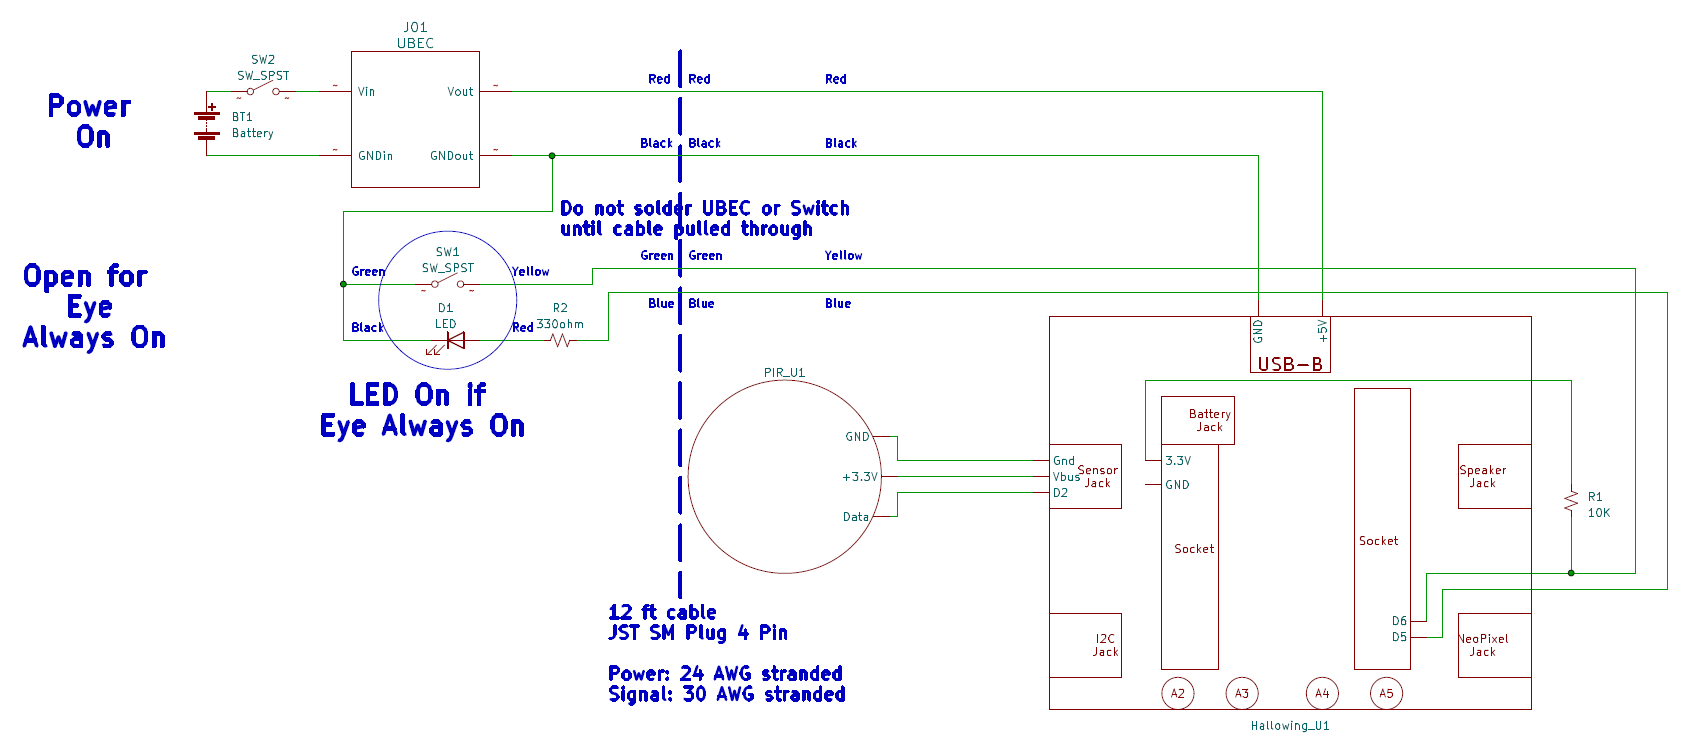 JO1
UBEC
SW2
SW_SPST
~
~
~
~
~
~
Vin
Vout
GNDin
GNDout
+
BT1
Battery
Power
On
Red
Red
Red
Black
Black
Black
Do not solder UBEC or Switch
until cable pulled through
Green
Green
Yellow
Blue
Blue
Blue
Open for
Eye
Always On
SW1
SW_SPST
Green
Yellow
~
~
D1
LED
Black
Red
R2
330ohm
LED On if
Eye Always On
PIR_U1
GND
+3.3V
Data
GND
+5V
USB-B
Battery
Jack
Gnd
Vbus
D2
Sensor
Jack
3.3V
GND
Socket
Socket
Speaker
Jack
R1
10K
D6
D5
I2C
Jack
NeoPixel
Jack
A2
A3
A4
A5
Hallowing_U1
12 ft cable
JST SM Plug 4 Pin
Power: 24 AWG stranded
Signal: 30 AWG stranded